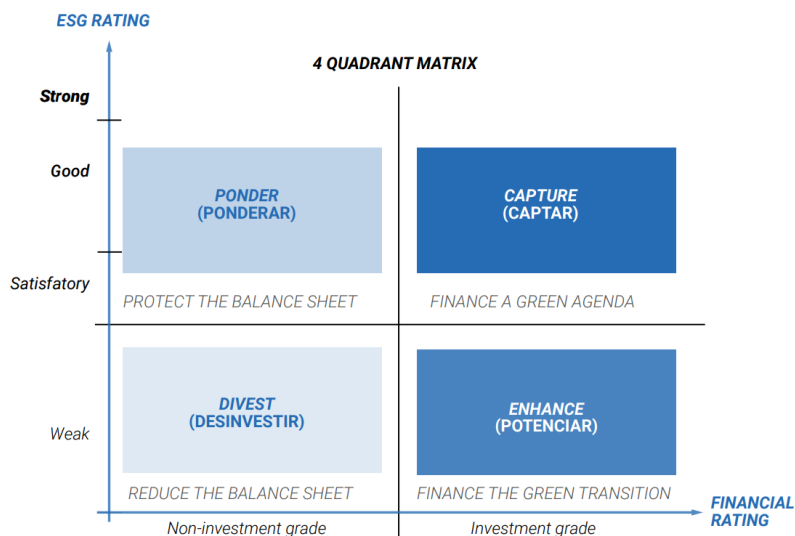 ESG RATING
4 QUADRANT MATRIX
Strong
Good
PONDER
(PONDERAR)
CAPTURE
(CAPTAR)
Satisfatory
PROTECT THE BALANCE SHEET
FINANCE A GREEN AGENDA
DIVEST
(DESINVESTIR)
ENHANCE
(POTENCIAR)
Weak
REDUCE THE BALANCE SHEET
FINANCE THE GREEN TRANSITION
FINANCIAL
RATING
Non-investment grade
Investment grade